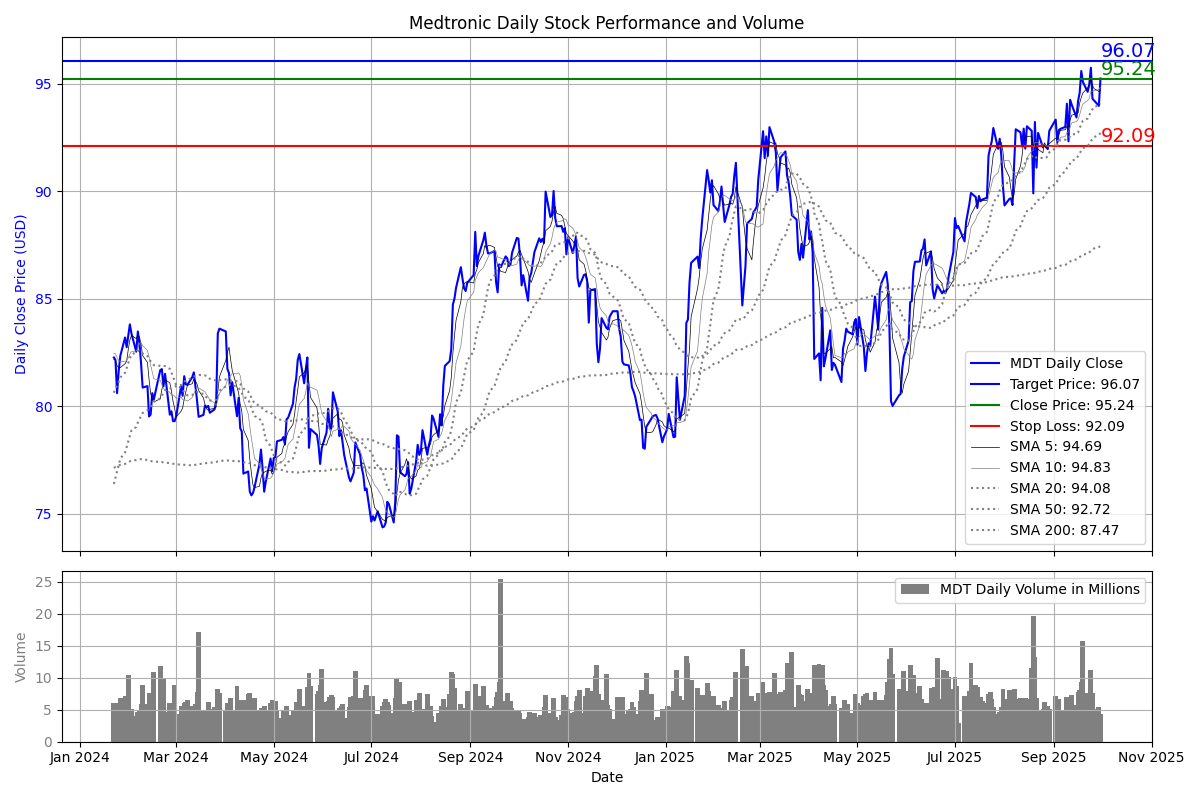 Medtronic Daily Stock Performance and Volume
96.07
95.24
92.09
95
90
85
80
75
Daily Close Price (USD)
MDT Daily Close
Target Price: 96.07
Close Price: 95.24
Stop Loss: 92.09
SMA 5: 94.69
SMA 10: 94.83
SMA 20: 94.08
SMA 50: 92.72
SMA 200: 87.47
25
20
15
10
5
0
Volume
MDT Daily Volume in Millions
Jan 2024 Mar 2024 May 2024 Jul 2024 Sep 2024 Nov 2024 Jan 2025 Mar 2025 May 2025 Jul 2025 Sep 2025 Nov 2025
Date